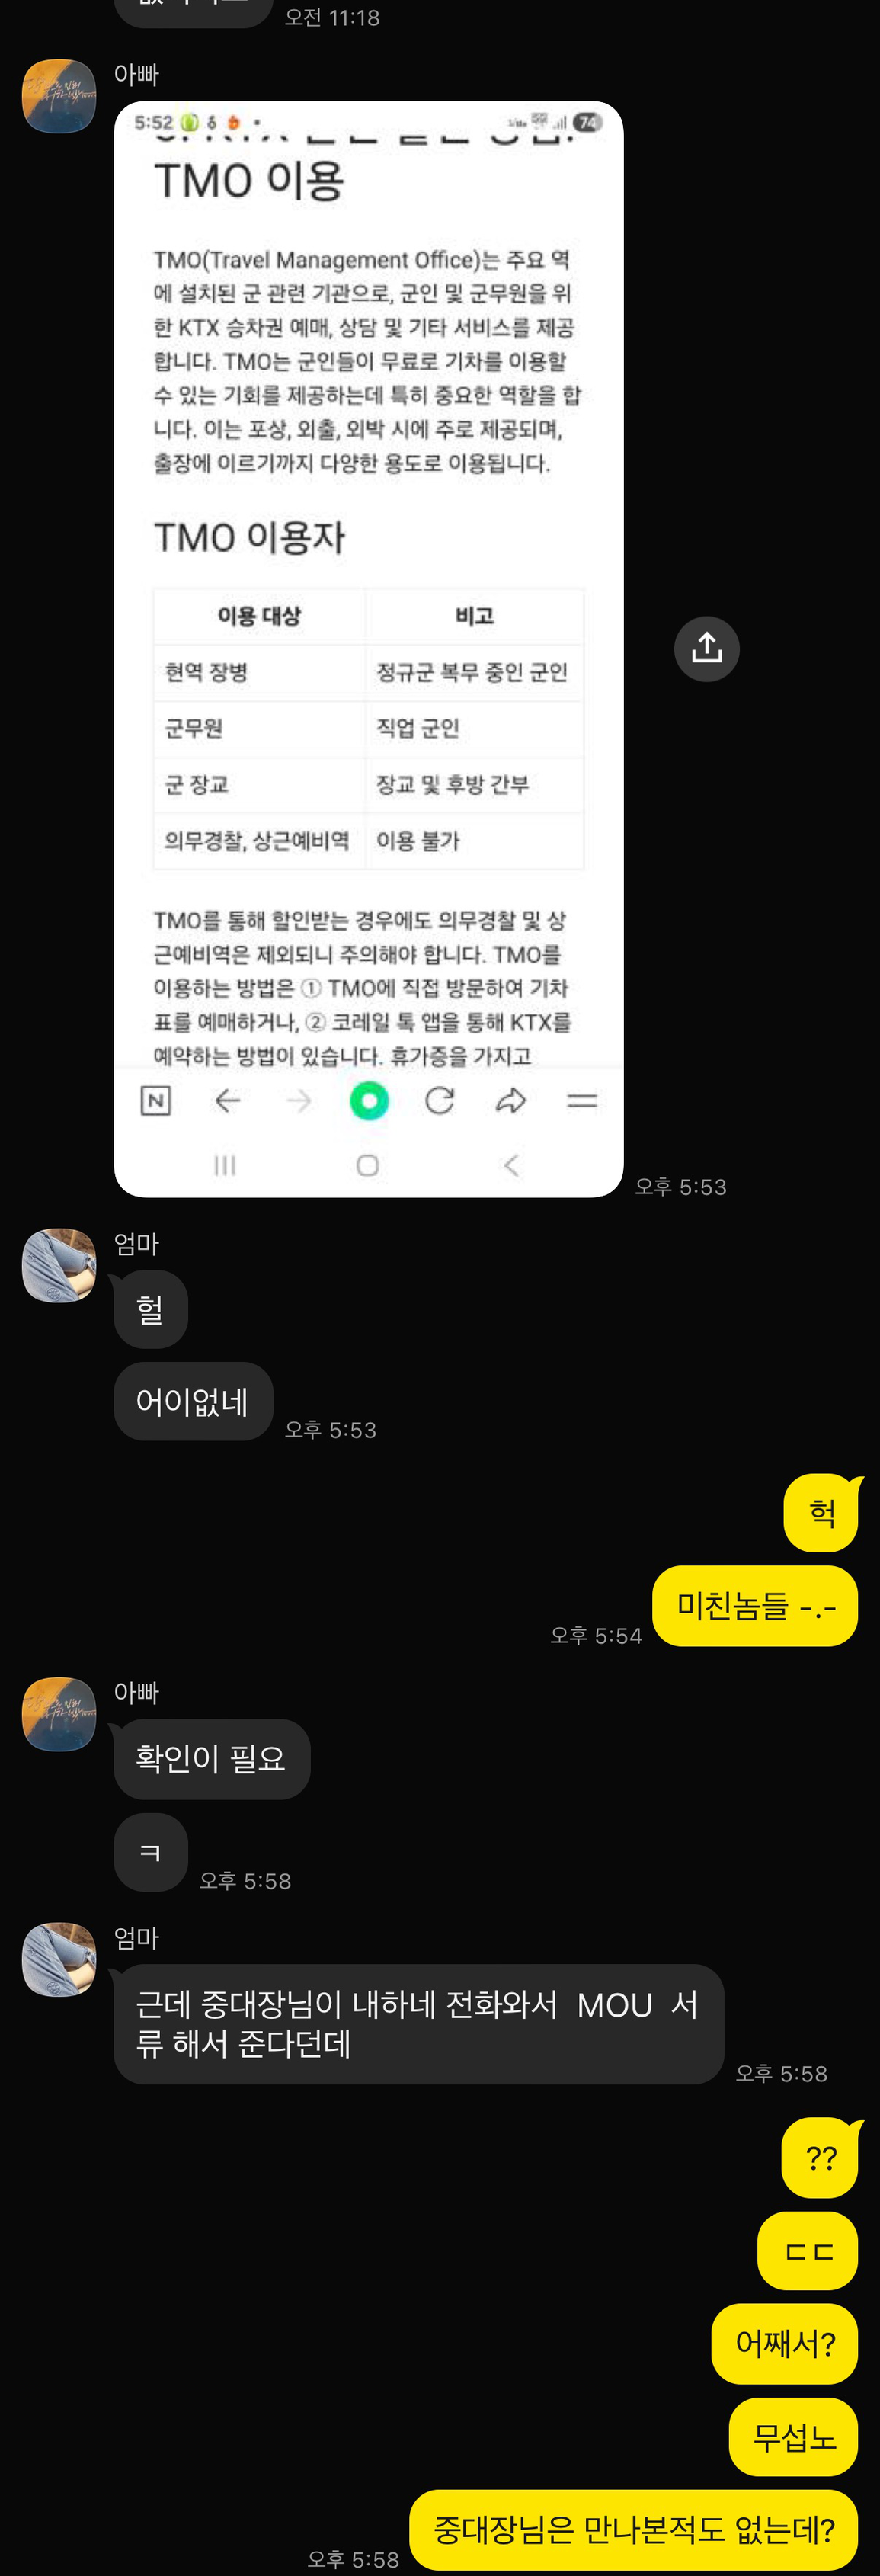 오전 11:18
아빠
5:52
74
TMO 이용
TMO(Travel Management Office)는 주요 역
에 설치된 군 관련 기관으로, 군인 및 군무원을 위
한 KTX 승차권 예매, 상담 및 기타 서비스를 제공
합니다. TMO는 군인들이 무료로 기차를 이용할
수 있는 기회를 제공하는데 특히 중요한 역할을 합
니다. 이는 포상, 외출, 외박 시에 주로 제공되며,
출장에 이르기까지 다양한 용도로 이용됩니다.
TMO 이용자
이용 대상 비고
현역 장병 정규군 복무 중인 군인
군무원 직업 군인
군 장교 장교 및 후방 간부
의무경찰, 상근예비역 이용 불가
TMO를 통해 할인받는 경우에도 의무경찰 및 상
근예비역은 제외되니 주의해야 합니다. TMO를
이용하는 방법은 ① TMO에 직접 방문하여 기차
표를 예매하거나, ② 코레일 톡 앱을 통해 KTX를
예약하는 방법이 있습니다. 휴가증을 가지고
N
오후 5:53
엄마
헐
어이없네
오후 5:53
헉
미친놈들 -.-
오후 5:54
아빠
확인이 필요
ㅋ
오후 5:58
엄마
근데 중대장님이 내하네 전화와서 MOU 서
류 해서 준다던데
오후 5:58
??
ㄷㄷ
어째서?
무섭노
중대장님은 만나본적도 없는데?
오후 5:58